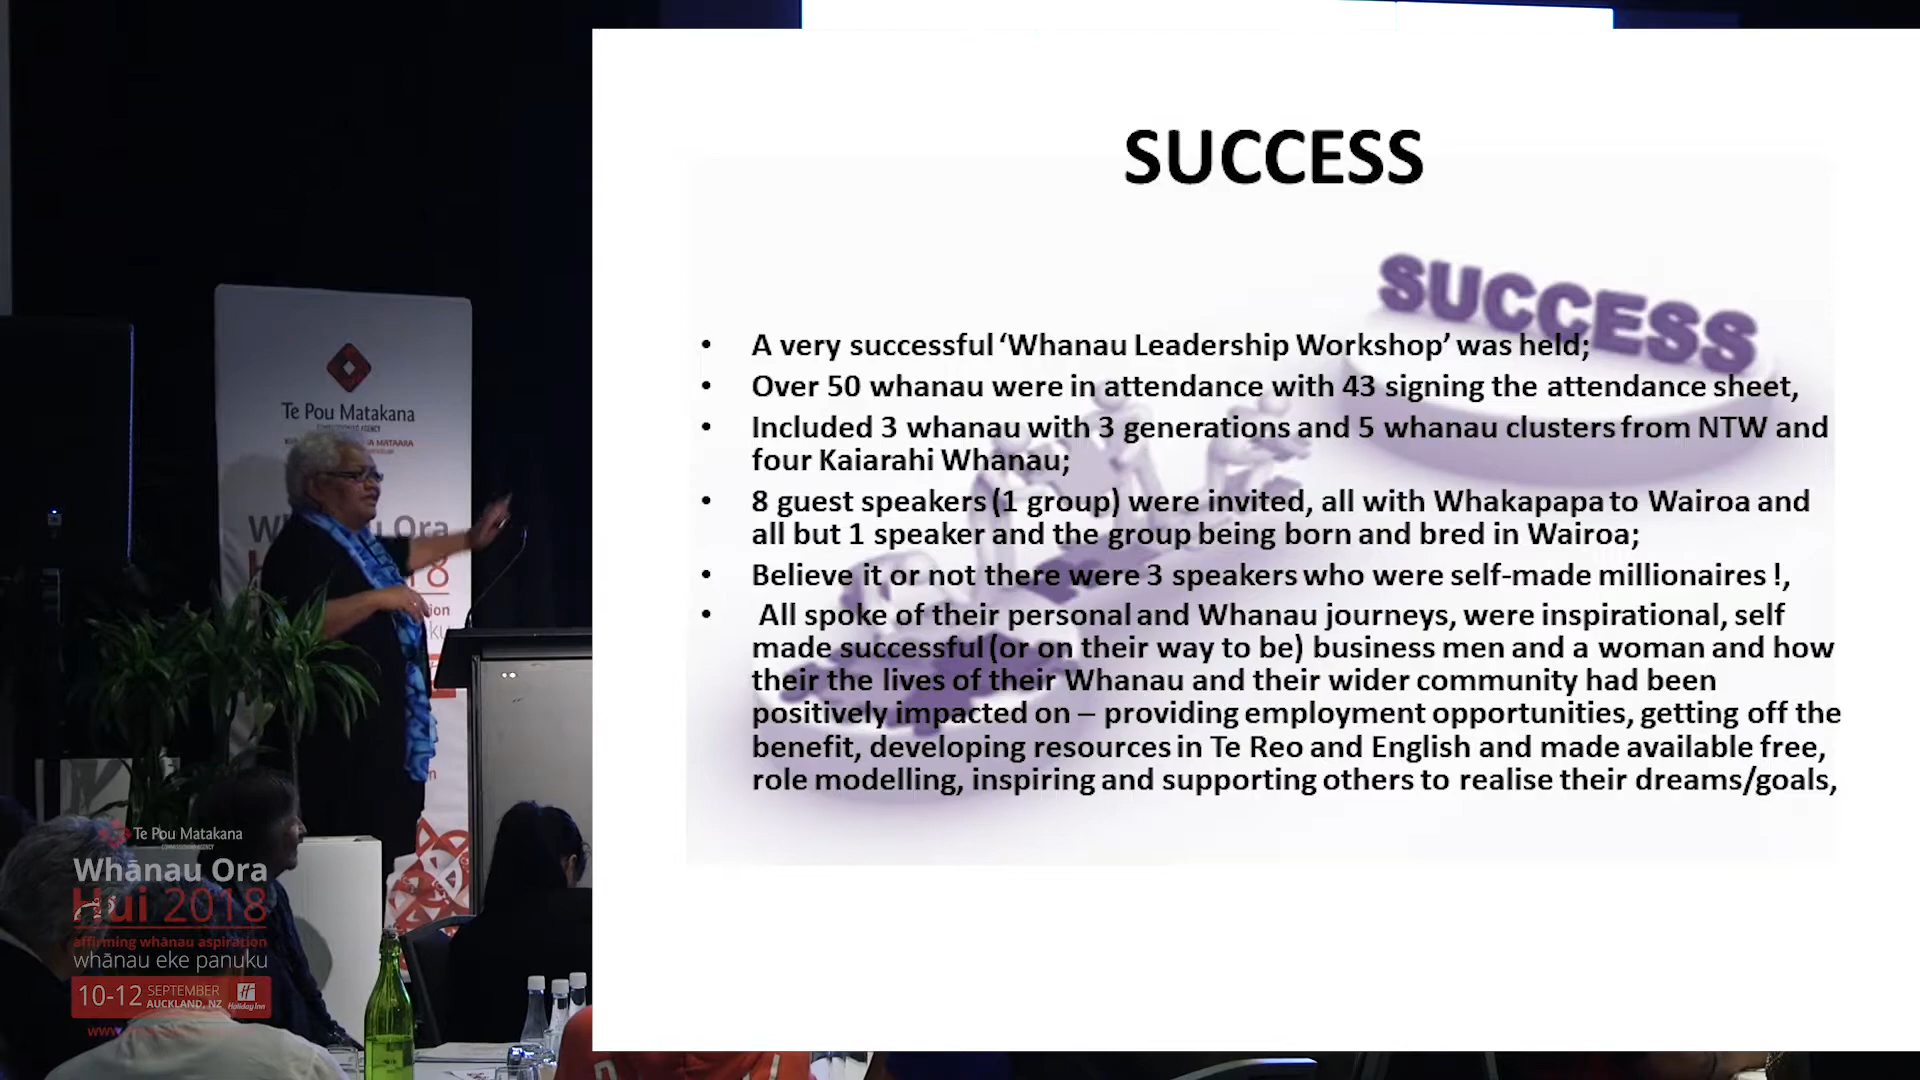 SUCCESS
SUCCESS
• A very successful ‘Whanau Leadership Workshop’ was held;
• Over 50 whanau were in attendance with 43 signing the attendance sheet,
• Included 3 whanau with 3 generations and 5 whanau clusters from NTW and
four Kaiarahi Whanau;
• 8 guest speakers (1 group) were invited, all with Whakapapa to Wairoa and
all but 1 speaker and the group being born and bred in Wairoa;
• Believe it or not there were 3 speakers who were self-made millionaires !,
• All spoke of their personal and Whanau journeys, were inspirational, self
made successful (or on their way to be) business men and a woman and how
their the lives of their Whanau and their wider community had been
positively impacted on – providing employment opportunities, getting off the
benefit, developing resources in Te Reo and English and made available free,
role modelling, inspiring and supporting others to realise their dreams/goals,
Te Pou Matakana
COMMISSIONING AGENCY
Ora
Te Pou Matakana
COMMISSIONING AGENCY
Whānau Ora
Hui 2018
affirming whānau aspiration
whānau eke panuku
10-12 SEPTEMBER
AUCKLAND, NZ
Holiday Inn